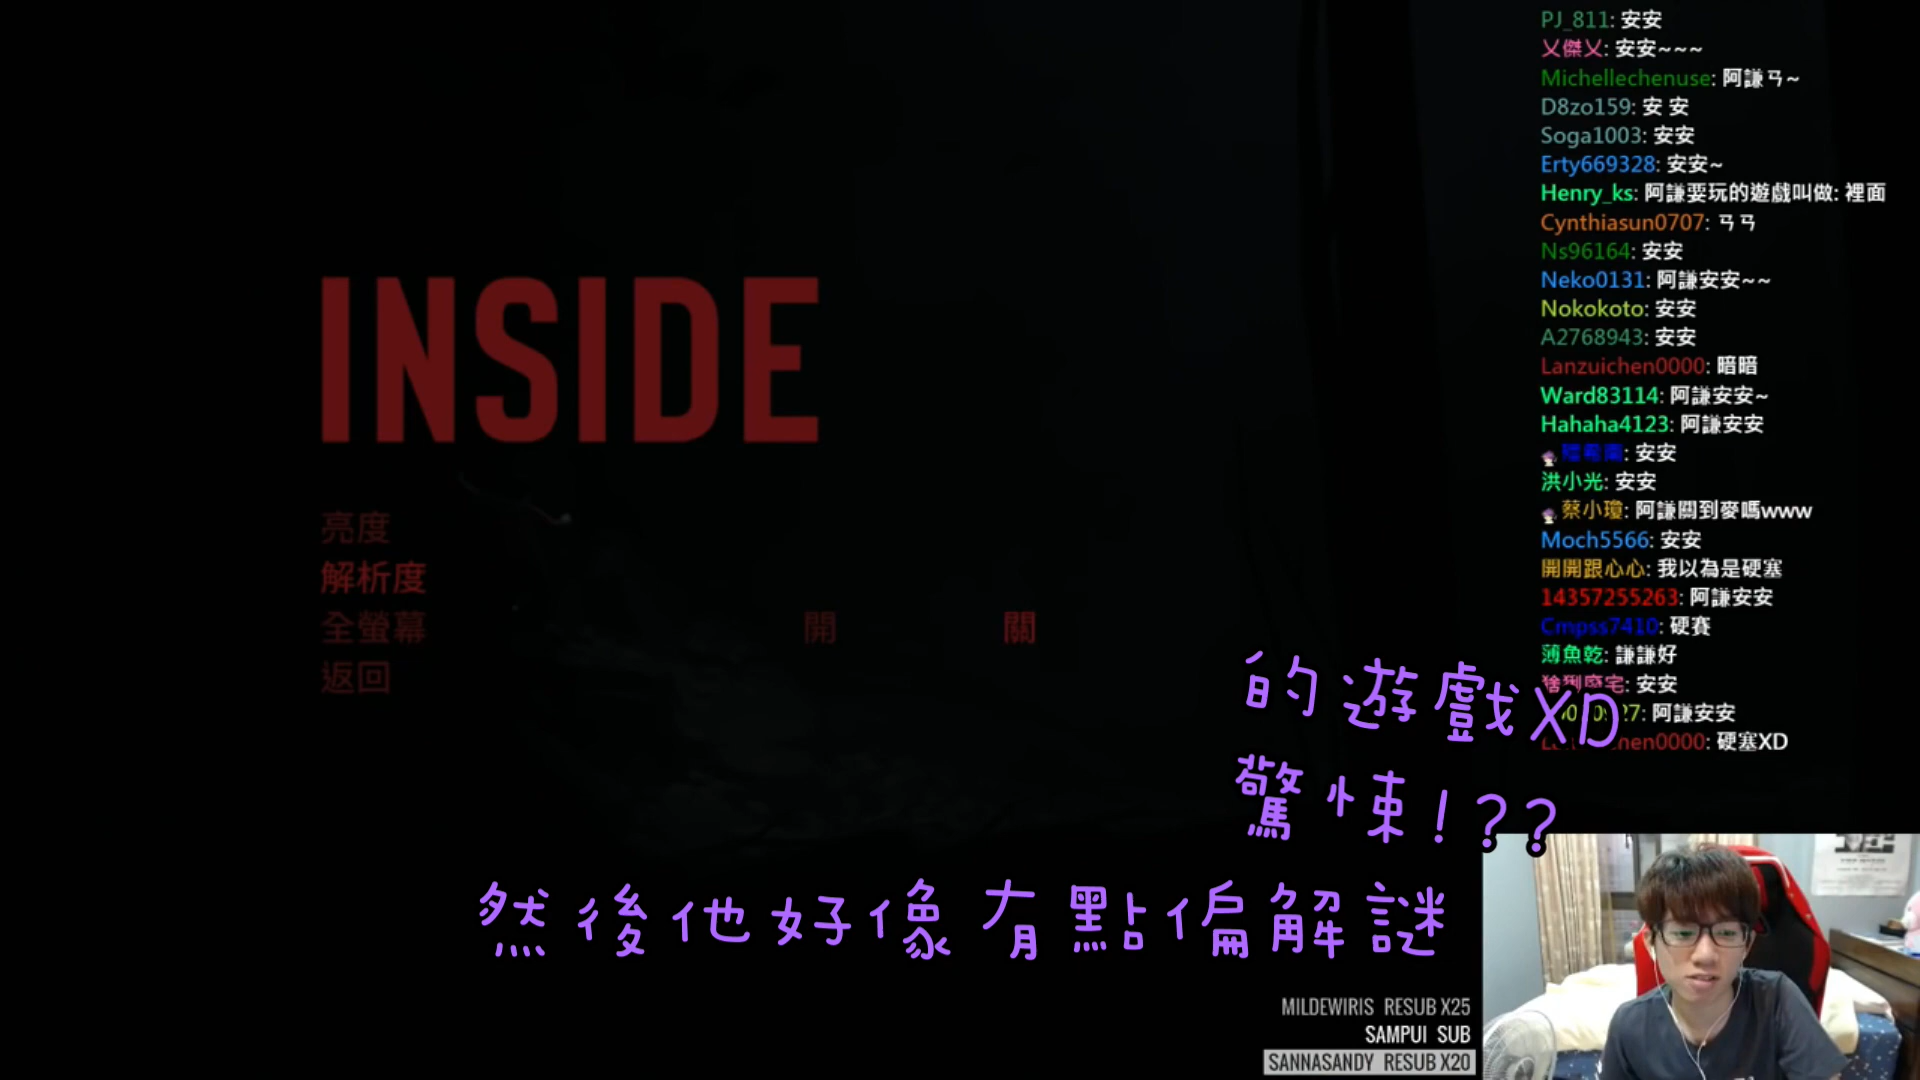 INSIDE
亮度
解析度
全螢幕 開 關
返回
PJ_811: 安安
乂傑乂: 安安~~~
Michellechenuse: 阿謙ㄢ~
D8zo159: 安 安
Soga1003: 安安
Erty669328: 安安~
Henry_ks: 阿謙要玩的遊戲叫做: 裡面
Cynthiasun0707: ㄢㄢ
Ns96164: 安安
Neko0131: 阿謙安安~~
Nokokoto: 安安
A2768943: 安安
Lanzuichen0000: 暗暗
Ward83114: 阿謙安安~
Hahaha4123: 阿謙安安
: 安安
洪小光: 安安
蔡小瓊: 阿謙關到麥嗎www
Moch5566: 安安
開開跟心心: 我以為是硬塞
14357255263: 阿謙安安
Cmpss7410: 硬賽
薄魚乾: 謙謙好
: 安安
阿謙安安
硬塞XD
的遊戲XD
驚悚!??
然後他好像有點偏解謎
MILDEWIRIS RESUB X25
SAMPUI SUB
SANNASANDY RESUB X20